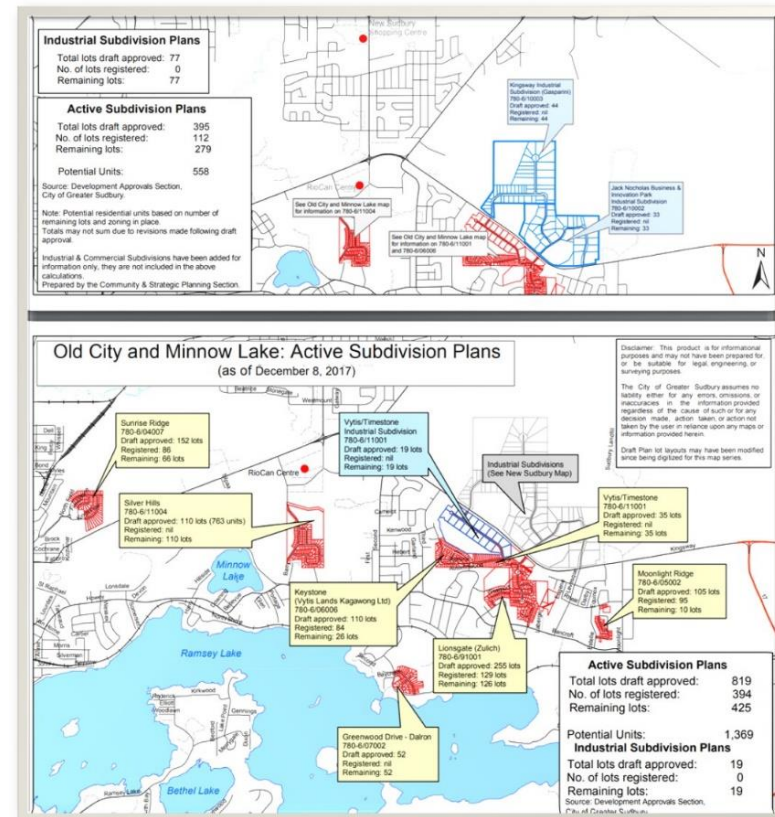 New Sudbury
Shopping Centre
Industrial Subdivision Plans
Total lots draft approved: 77
No. of lots registered: 0
Remaining lots: 77
Active Subdivision Plans
Total lots draft approved: 395
No. of lots registered: 112
Remaining lots: 279
Potential Units: 558
Source: Development Approvals Section,
City of Greater Sudbury.
Note: Potential residential units based on number of
remaining lots and zoning in place.
Totals may not sum due to revisions made following draft
approval.
Industrial & Commercial Subdivisions have been added for
information only, they are not included in the above
calculations.
Prepared by the Community & Strategic Planning Section.
Kingsway Industrial
Subdivision (Gasparini)
780-6/10003
Draft approved: 44
Registered: nil
Remaining: 44
RioCan Centre
See Old City and Minnow Lake map
for information on 780-6/11004
See Old City and Minnow Lake map
for information on 780-6/11001
and 780-6/06006
Jack Nicholas Business &
Innovation Park
Industrial Subdivision
780-6/10002
Draft approved: 33
Registered: nil
Remaining: 33
N
Old City and Minnow Lake: Active Subdivision Plans
(as of December 8, 2017)
Disclaimer: This product is for informational
purposes and may not have been prepared for,
or be suitable for legal, engineering, or
surveying purposes.
The City of Greater Sudbury assumes no
liability either for any errors, omissions, or
inaccuracies in the information provided
regardless of the cause of such or for any
decision made, action taken, or action not
taken by the user in reliance upon any maps or
information provided herein.
Draft Plan lot layouts may have been modified
since being digitized for this map series.
Sunrise Ridge
780-6/04007
Draft approved: 152 lots
Registered: 86
Remaining: 66 lots
Westmount
Vytis/Timestone
Industrial Subdivision
780-6/11001
Draft approved: 19 lots
Registered: nil
Remaining: 19 lots
RioCan Centre
Industrial Subdivisions
(See New Sudbury Map)
Silver Hills
780-6/11004
Draft approved: 110 lots (763 units)
Registered: nil
Remaining: 110
Vytis/Timestone
780-6/11001
Draft approved: 35 lots
Registered: nil
Remaining: 35 lots
Kingsway
Kenwood
Minnow
Lake
Lonsdale
Keystone
(Vytis Lands Kagawong Ltd)
780-6/06006
Draft approved: 110 lots
Registered: 84
Remaining: 26 lots
Moonlight Ridge
780-6/05002
Draft approved: 105 lots
Registered: 95
Remaining: 10 lots
Bancroft
Ramsey Lake
Lionsgate (Zulich)
780-6/91001
Draft approved: 255 lots
Registered: 129 lots
Remaining: 126 lots
Kirkwood
Gennings
Greenwood Drive - Dalron
780-6/07002
Draft approved: 52
Registered: nil
Remaining: 52
Bethel Lake
Active Subdivision Plans
Total lots draft approved: 819
No. of lots registered: 394
Remaining lots: 425
Potential Units: 1,369
Industrial Subdivision Plans
Total lots draft approved: 19
No. of lots registered: 0
Remaining lots: 19
Source: Development Approvals Section,
City of Greater Sudbury